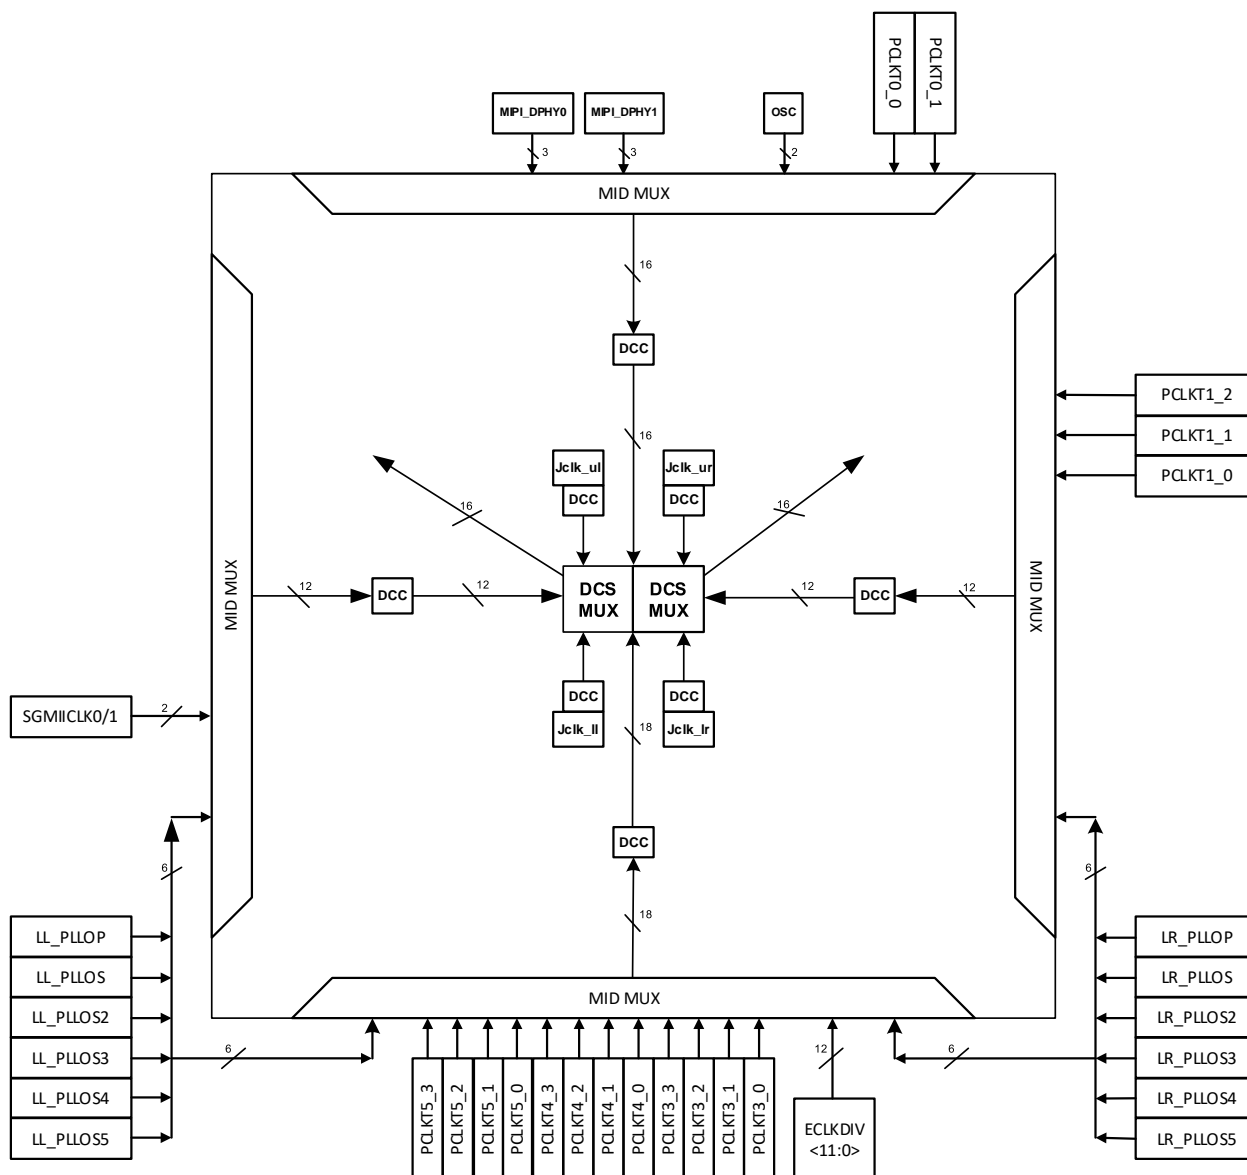 PCLKT0_0
PCLKT0_1
MIPI_DPHY0
MIPI_DPHY1
OSC
3
3
2
MID MUX
16
DCC
16
Jclk_ul
DCC
Jclk_ur
DCC
16
16
PCLKT1_2
PCLKT1_1
PCLKT1_0
MID MUX
12
DCC
12
DCS
MUX
DCS
MUX
12
DCC
12
MID MUX
DCC
Jclk_ll
DCC
Jclk_lr
SGMIICLK0/1
2
18
DCC
18
6
6
LL_PLLOP
LL_PLLOS
LL_PLLOS2
LL_PLLOS3
LL_PLLOS4
LL_PLLOS5
LR_PLLOP
LR_PLLOS
LR_PLLOS2
LR_PLLOS3
LR_PLLOS4
LR_PLLOS5
MID MUX
6
12
6
PCLKT5_3
PCLKT5_2
PCLKT5_1
PCLKT5_0
PCLKT4_3
PCLKT4_2
PCLKT4_1
PCLKT4_0
PCLKT3_3
PCLKT3_2
PCLKT3_1
PCLKT3_0
ECLKDIV
<11:0>